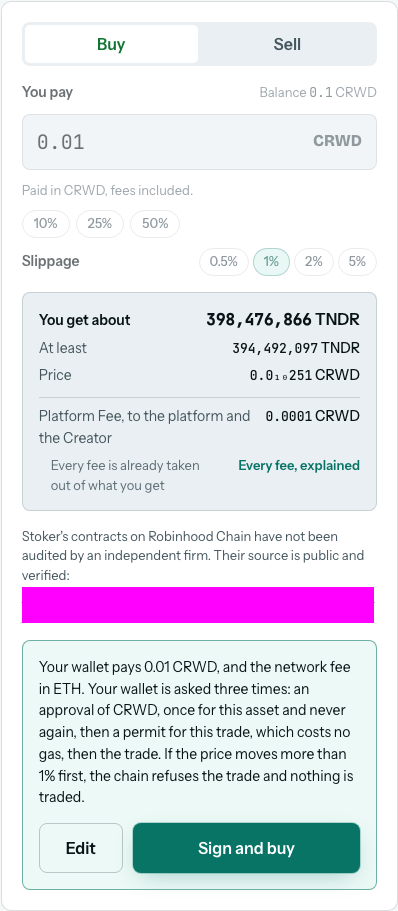 Buy Sell
You pay Balance 0.1 CRWD
0.01 CRWD
Paid in CRWD, fees included.
10% 25% 50%
Slippage 0.5% 1% 2% 5%
You get about 398,476,866 TNDR
At least 394,492,097 TNDR
Price 0.0₁₀251 CRWD
Platform Fee, to the platform and 0.0001 CRWD
the Creator
Every fee is already taken Every fee, explained
out of what you get
Stoker's contracts on Robinhood Chain have not been
audited by an independent firm. Their source is public and
verified:
Your wallet pays 0.01 CRWD, and the network fee
in ETH. Your wallet is asked three times: an
approval of CRWD, once for this asset and never
again, then a permit for this trade, which costs no
gas, then the trade. If the price moves more than
1% first, the chain refuses the trade and nothing is
traded.
Edit Sign and buy